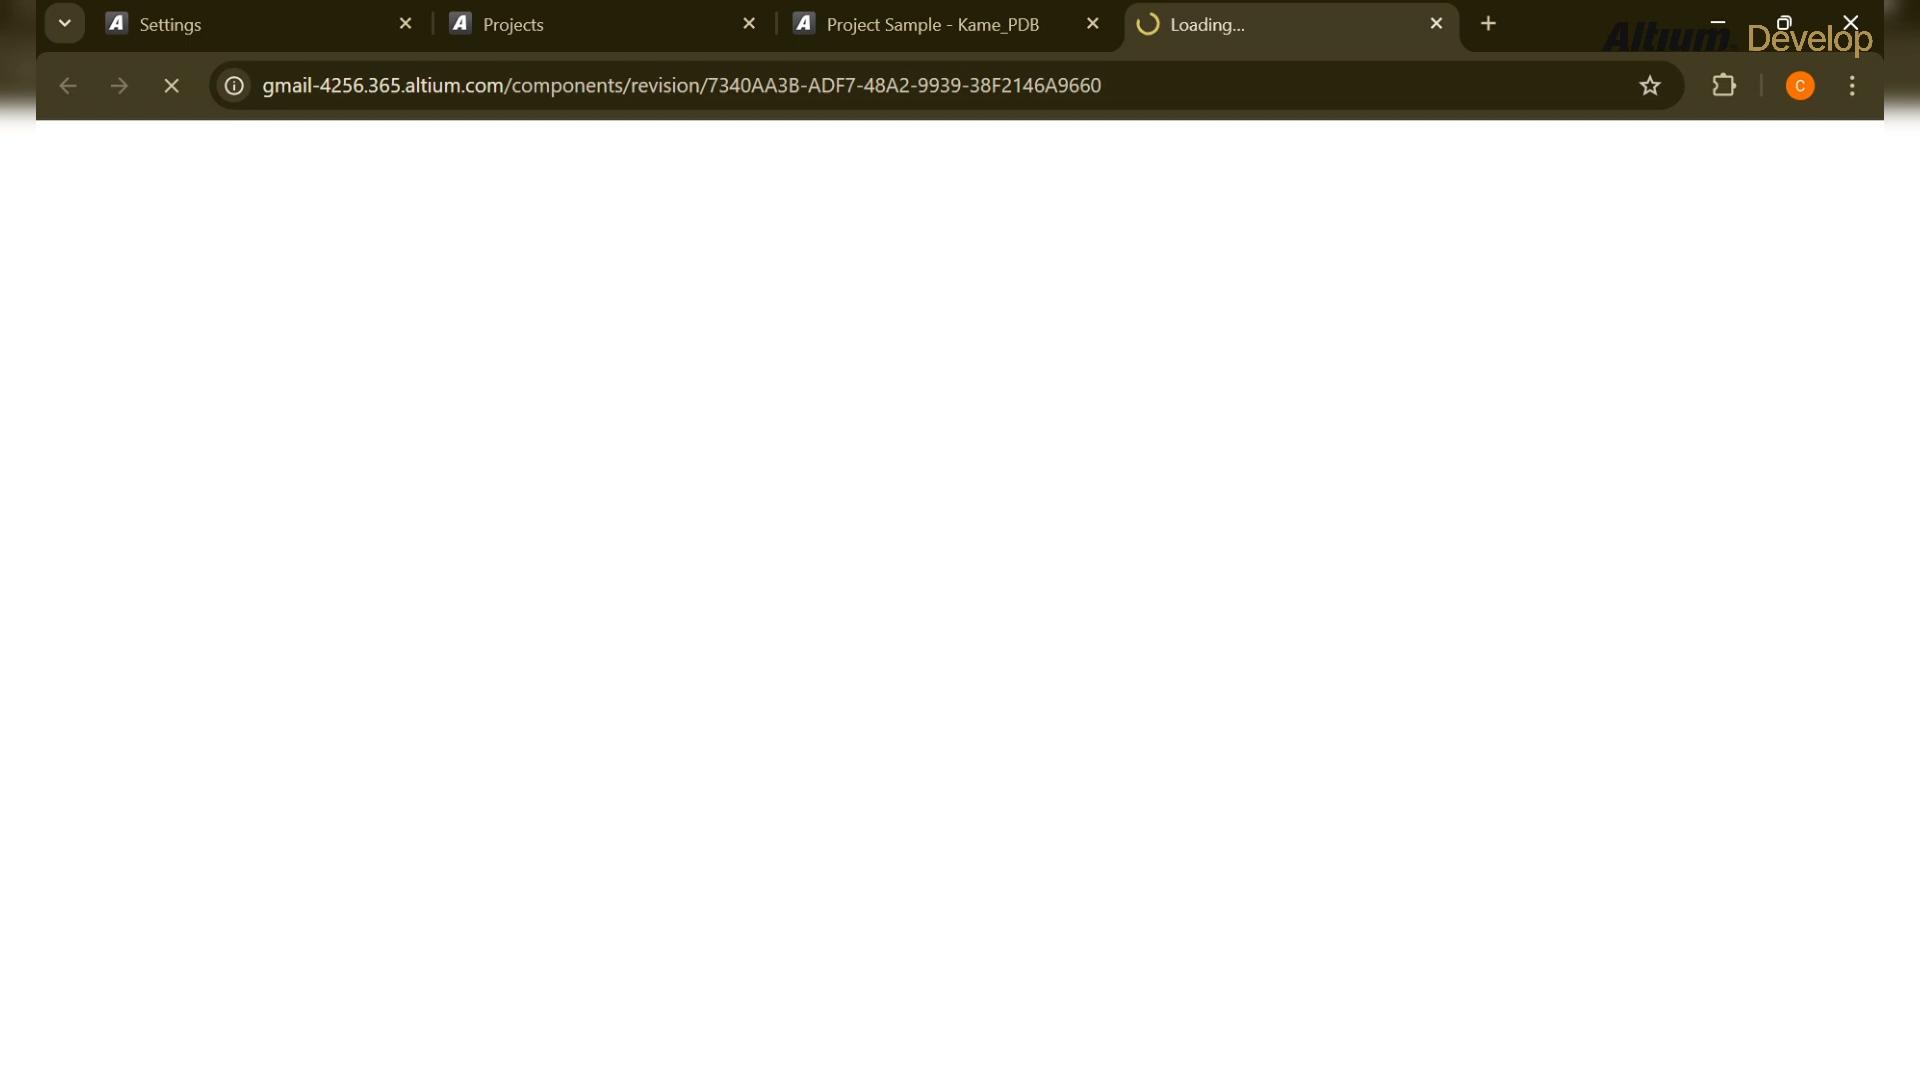 Settings
Projects
Project Sample - Kame_PDB
Loading...
Altium Develop
gmail-4256.365.altium.com/components/revision/7340AA3B-ADF7-48A2-9939-38F2146A9660
C